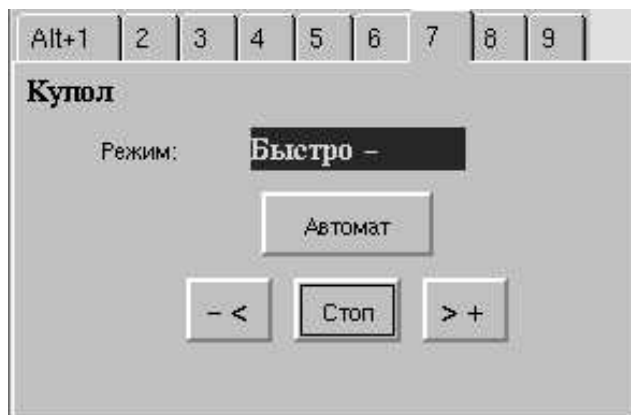 Alt+1 2 3 4 5 6 7 8 9
Купол
Режим: Быстро –
Автомат
– < Стоп > +